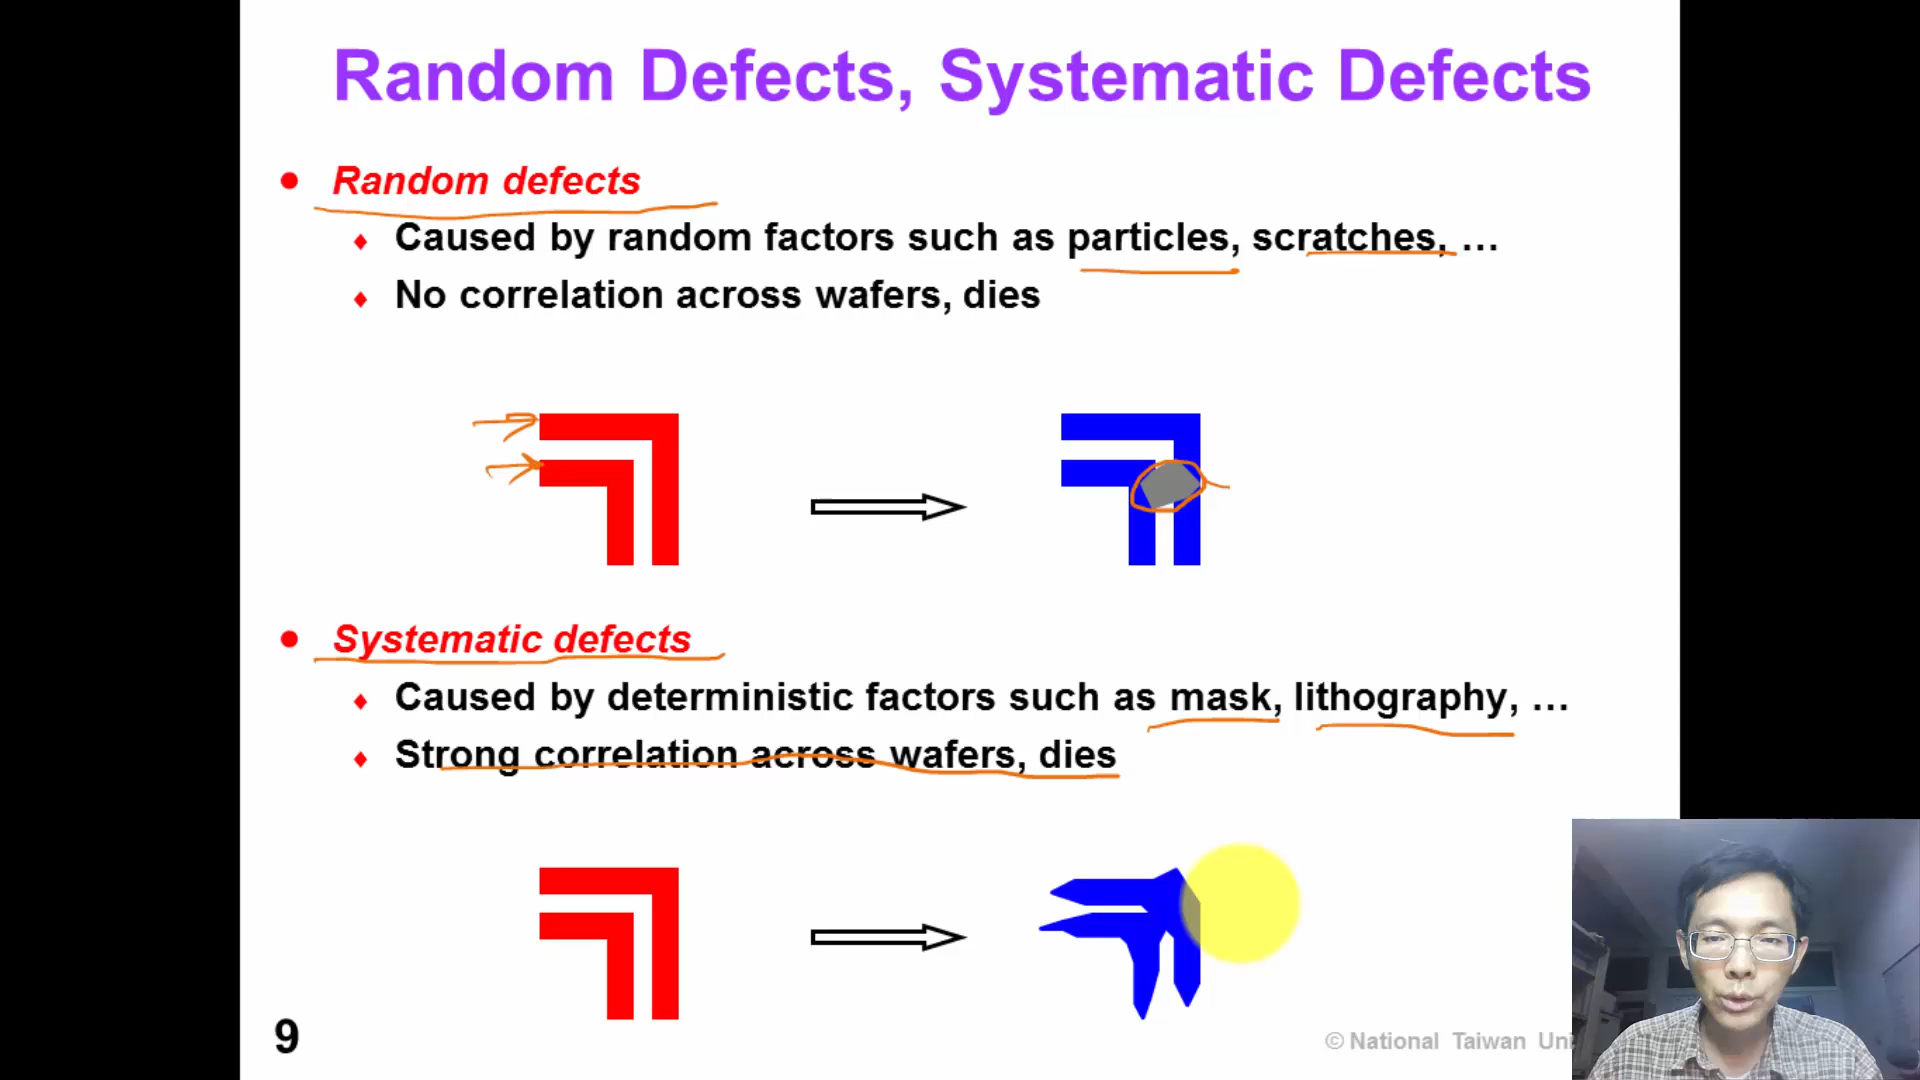 Random Defects, Systematic Defects
Random defects
Caused by random factors such as particles, scratches, …
No correlation across wafers, dies
Systematic defects
Caused by deterministic factors such as mask, lithography, …
Strong correlation across wafers, dies
9
© National Taiwan